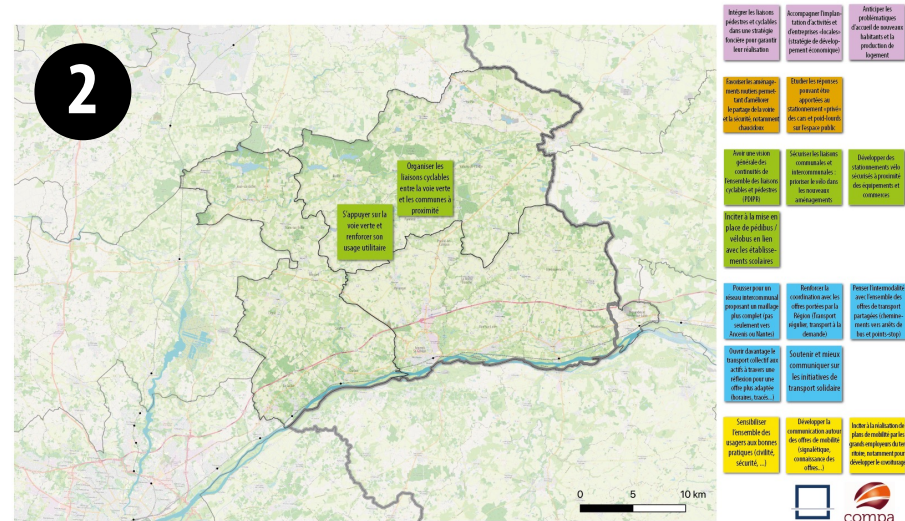 2
Intégrer les liaisons
pédestres et cyclables
dans une stratégie
foncière pour garantir
leur réalisation
Accompagner l'implan-
tation d'activités et
d'entreprises «locales»
(stratégie de dévelop-
pement économique)
Anticiper les
problématiques
d'accueil de nouveaux
habitants et la
production de
logement
Favoriser les aménage-
ments routiers permet-
tant d'améliorer
le partage de la voirie
et la sécurité, notamment
chaucidoux
Etudier les réponses
pouvant être
apportées au
stationnement «privé»
des cars et poid-lourds
sur l'espace public
Organiser les
liaisons cyclables
entre la voie verte
et les communes à
proximité
S'appuyer sur la
voie verte et
renforcer son
usage utilitaire
Avoir une vision
générale des
continuités de
l'ensemble des liaisons
cyclables et pédestres
(PDIPR)
Sécuriser les liaisons
communales et
intercommunales :
prioriser le vélo dans
les nouveaux
aménagements
Développer des
stationnements vélo
sécurisés à proximité
des équipements et
commerces
Inciter à la mise en
place de pédibus /
vélobus en lien
avec les établisse-
ments scolaires
Pousser pour un
réseau intercommunal
proposant un maillage
plus complet (pas
seulement vers
Ancenis ou Nantes)
Renforcer la
coordination avec les
offres portées par la
Région (Transport
régulier, transport à la
demande)
Penser l'intermodalité
avec l'ensemble des
offres de transport
partagées (chemine-
ments vers arrêts de
bus et points-stop)
Ouvrir davantage le
transport collectif aux
actifs à travers une
réflexion pour une
offre plus adaptée
(horaires, tracés...)
Soutenir et mieux
communiquer sur
les initiatives de
transport solidaire
Sensibiliser
l'ensemble des
usagers aux bonnes
pratiques (civilité,
sécurité, ...)
Développer la
communication autour
des offres de mobilité
(signalétique,
connaissance des
offres...)
Inciter à la réalisation de
plans de mobilité par les
grands employeurs du ter-
ritoire, notamment pour
développer le covoiturage
0 5 10 km
compa